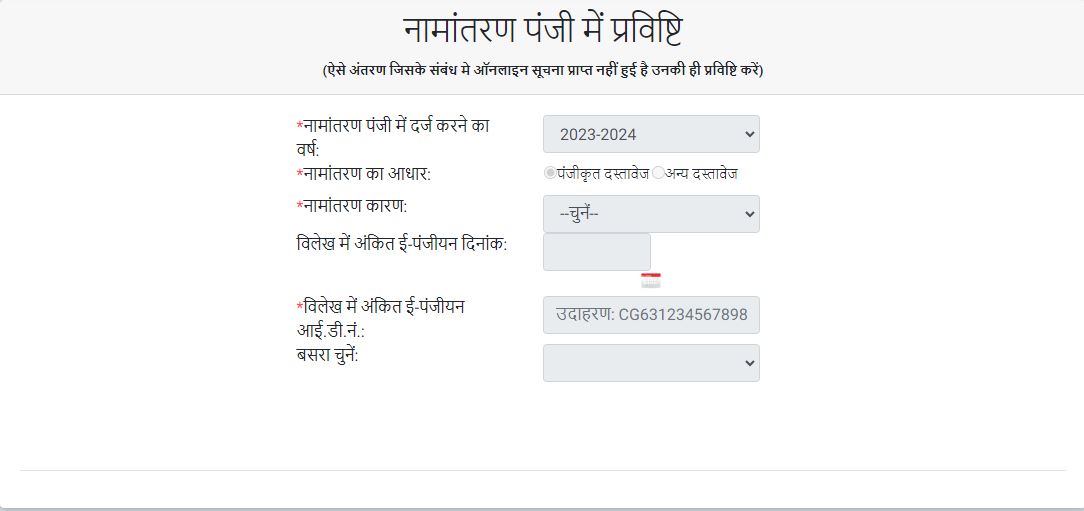 नामांतरण पंजी में प्रविष्टि
(ऐसे अंतरण जिसके संबंध मे ऑनलाइन सूचना प्राप्त नहीं हुई है उनकी ही प्रविष्टि करें)
*नामांतरण पंजी में दर्ज करने का
वर्ष:
2023-2024
*नामांतरण का आधार:
पंजीकृत दस्तावेज अन्य दस्तावेज
*नामांतरण कारण:
--चुनें--
विलेख में अंकित ई-पंजीयन दिनांक:
*विलेख में अंकित ई-पंजीयन
आई.डी.नं.:
उदाहरण: CG631234567898
बसरा चुनें: